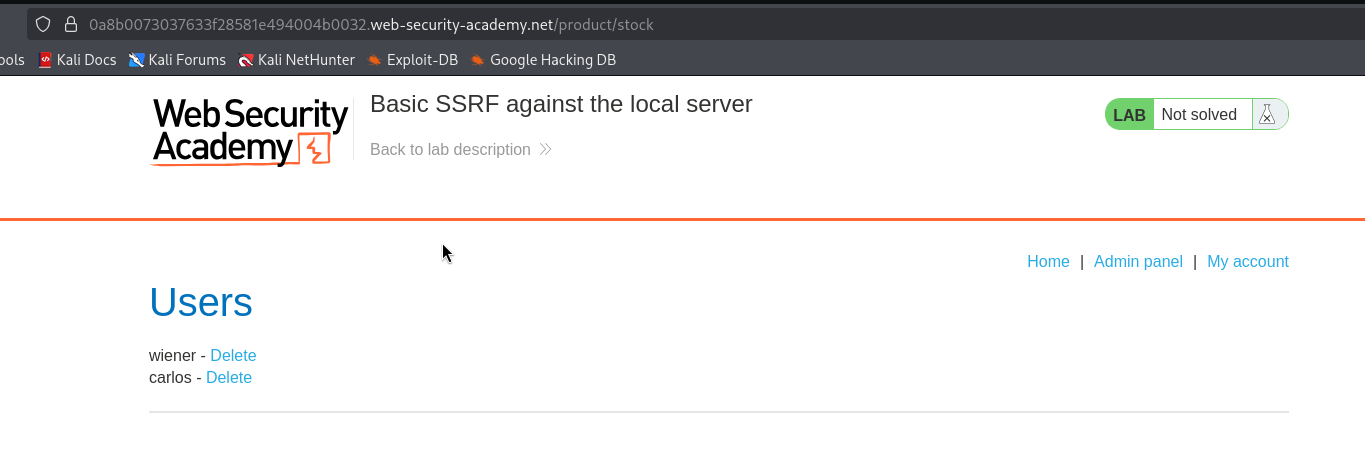 0a8b0073037633f28581e494004b0032.web-security-academy.net/product/stock
ools Kali Docs Kali Forums Kali NetHunter Exploit-DB Google Hacking DB
Web Security
Academy
Basic SSRF against the local server
Back to lab description
LAB Not solved
Home | Admin panel | My account
Users
wiener - Delete
carlos - Delete